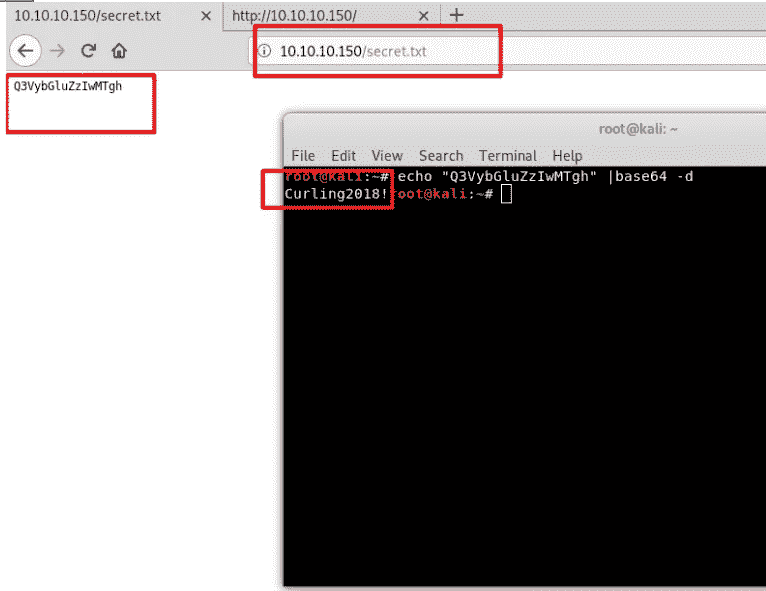 10.10.10.150/secret.txt
http://10.10.10.150/
10.10.10.150/secret.txt
Q3VybGluZzIwMTgh
root@kali: ~
File Edit View Search Terminal Help
root@kali:~# echo "Q3VybGluZzIwMTgh" |base64 -d
Curling2018!root@kali:~#